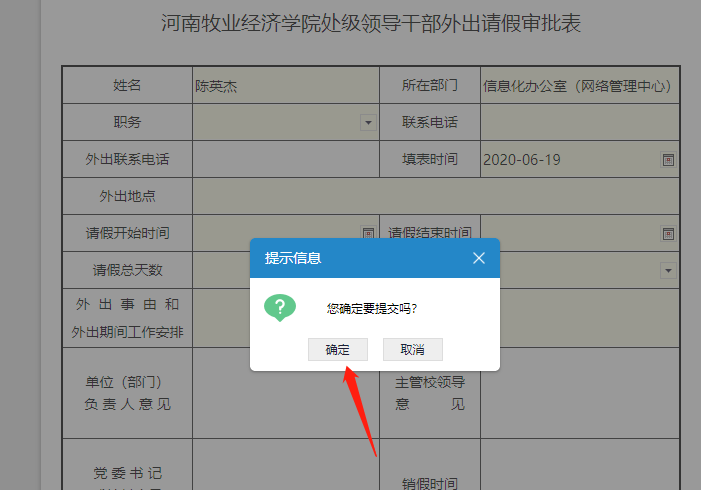 河南牧业经济学院处级领导干部外出请假审批表
姓名 陈英杰 所在部门 信息化办公室（网络管理中心）
职务 联系电话
外出联系电话 填表时间 2020-06-19
外出地点
请假开始时间 请假结束时间
提示信息
请假总天数
您确定要提交吗?
外 出 事 由 和
外出期间工作安排
确定 取消
单位（部门） 主管校领导
负 责 人 意 见 意 见
党 委 书 记
销假时间